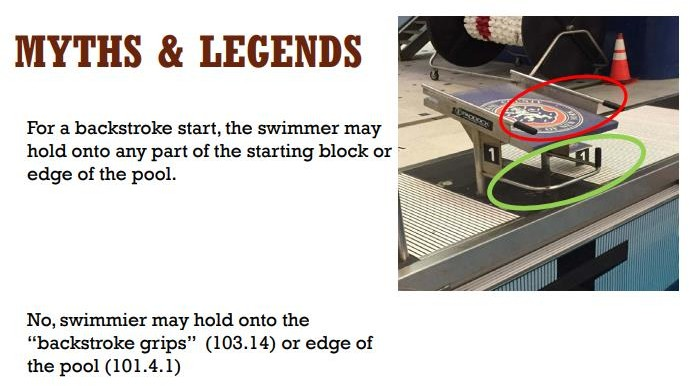 MYTHS & LEGENDS
For a backstroke start, the swimmer may
hold onto any part of the starting block or
edge of the pool.
PADDOCK
1
1
No, swimmier may hold onto the
“backstroke grips” (103.14) or edge of
the pool (101.4.1)